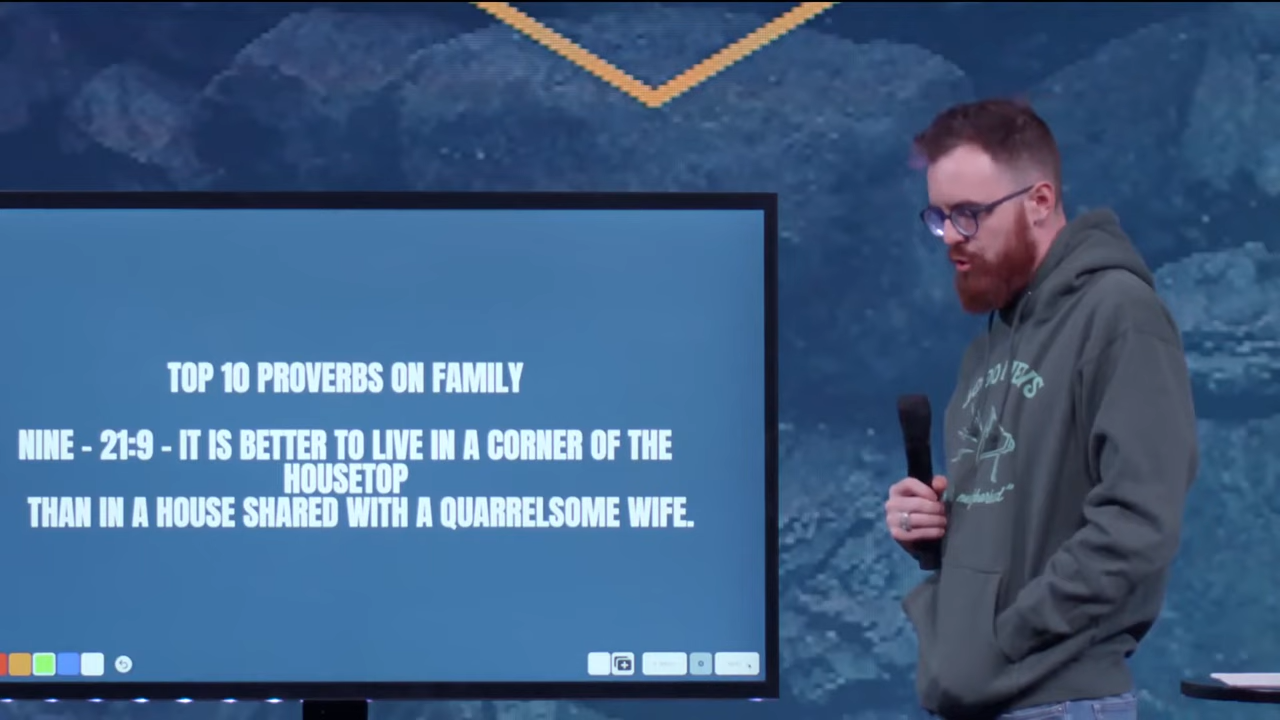 TOP 10 PROVERBS ON FAMILY
NINE - 21:9 - IT IS BETTER TO LIVE IN A CORNER OF THE
HOUSETOP
THAN IN A HOUSE SHARED WITH A QUARRELSOME WIFE.